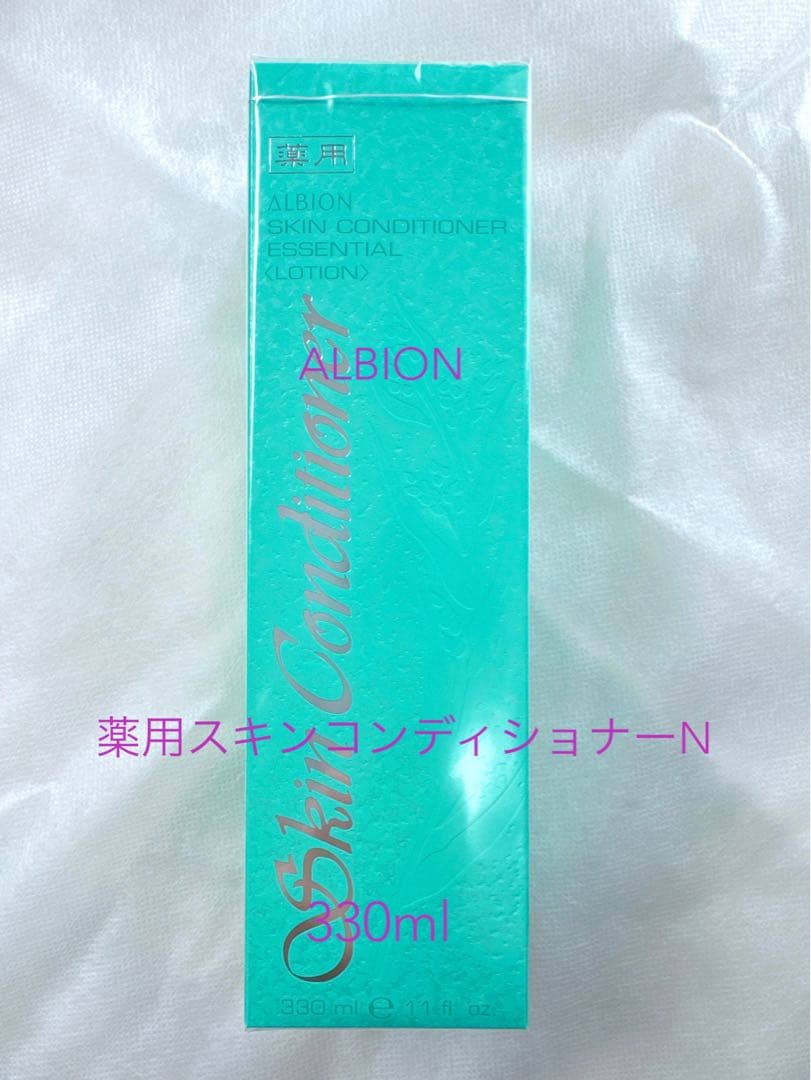 薬用
ALBION
SKIN CONDITIONER
ESSENTIAL
〈LOTION〉
Skin Conditioner
ALBION
薬用スキンコンディショナーN
330ml
330 ml e 11 fl. oz.